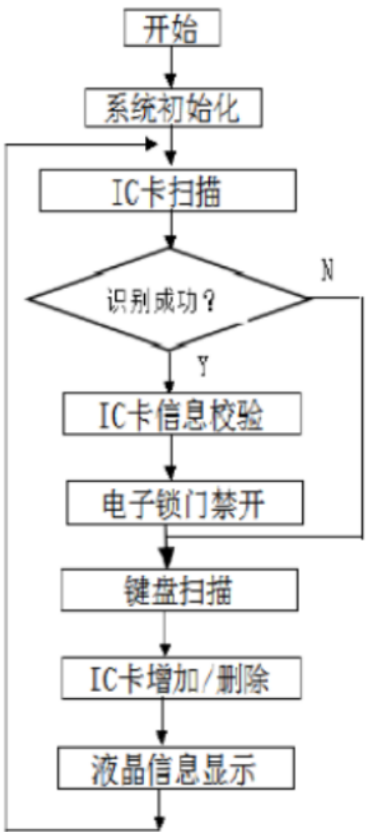 开始
系统初始化
IC卡扫描
识别成功？
N
Y
IC卡信息校验
电子锁门禁开
键盘扫描
IC卡增加/删除
液晶信息显示